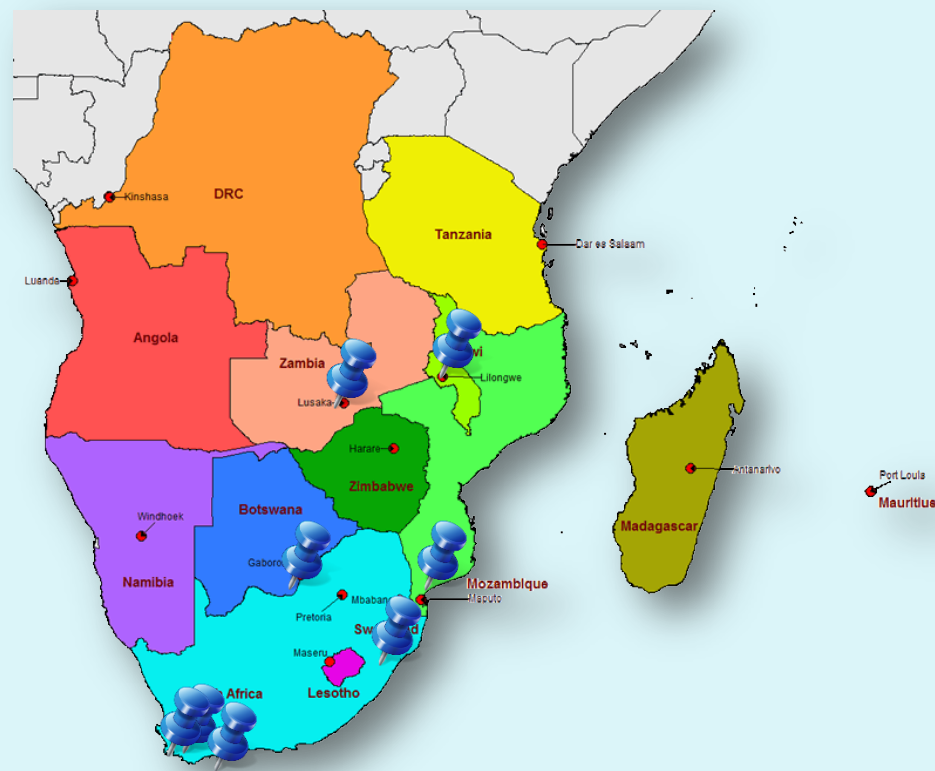 Kinshasa
DRC
Tanzania
Dar es Salaam
Luanda
Angola
Zambia
Lilongwe
Lusaka
Harare
Zimbabwe
Antanarivo
Port Louis
Mauritius
Botswana
Windhoek
Madagascar
Namibia
Mozambique
Maputo
Pretoria
Maseru
Lesotho
Africa